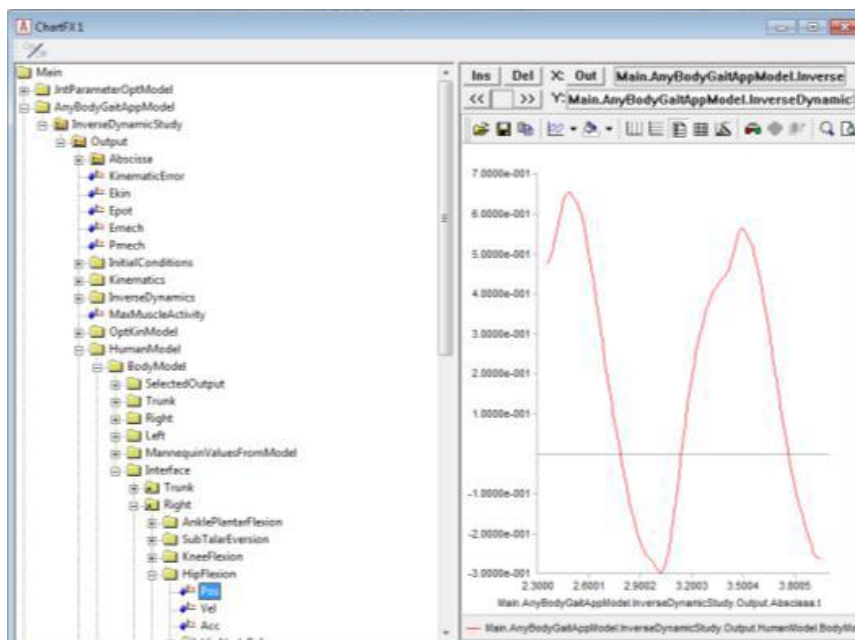 ChartFX 1
Main
JntParameterOptModel
AnyBodyGaitAppModel
InverseDynamicStudy
Output
Abscissa
KinematicError
Ekin
Epot
Emech
Pmech
InitialConditions
Kinematics
InverseDynamics
MaxMuscleActivity
OptKinModel
HumanModel
BodyModel
SelectedOutput
Trunk
Right
Left
MannequinValuesFromModel
Interface
Trunk
Right
AnklePlantarFlexion
SubTalarEversion
KneeFlexion
HipFlexion
Pos
Vel
Acc
Ins Del X: Out Main.AnyBodyGaitAppModel.Inverse
<< >> Y: Main.AnyBodyGaitAppModel.InverseDynamic
7.0000e-001
6.0000e-001
5.0000e-001
4.0000e-001
3.0000e-001
2.0000e-001
1.0000e-001
-1.0000e-001
-2.0000e-001
-3.0000e-001
2.3000 2.6001 2.9002 3.2003 3.5004 3.8005
Main.AnyBodyGaitAppModel.InverseDynamicStudy.Output.Abscissa.t
Main.AnyBodyGaitAppModel.InverseDynamicStudy.Output.HumanModel.BodyMo